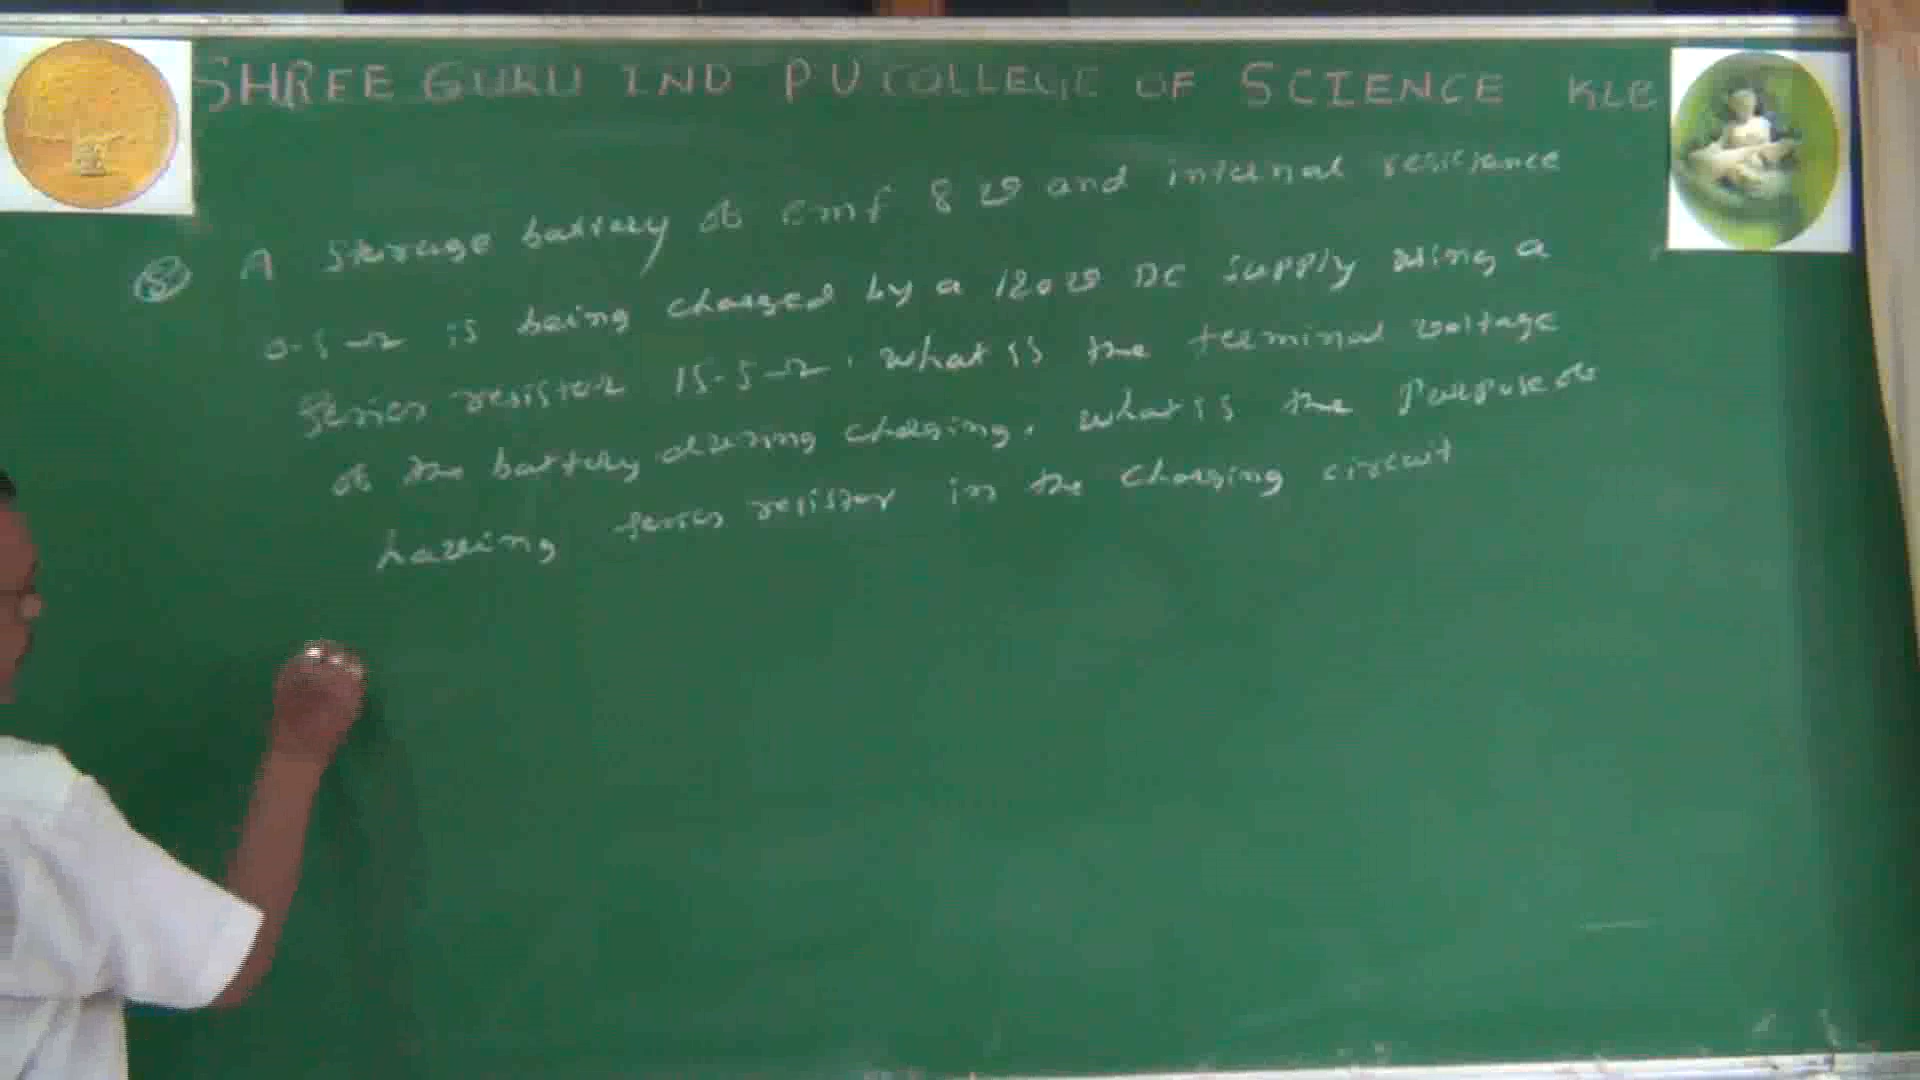 SHREE GURU IND PU COLLEGE OF SCIENCE KLB
8 A storage battery of emf 8 v and internal resistance
0.5 Ω is being charged by a 120 v DC supply using a
series resistor 15.5 Ω. What is the terminal voltage
of the battery during charging. What is the Purpose of
having series resistor in the Charging circuit